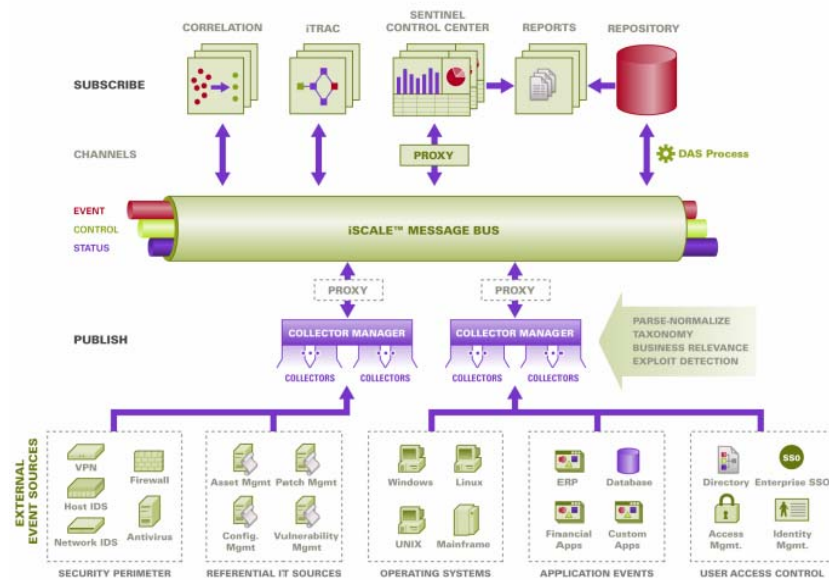 CORRELATION
iTRAC
SENTINEL
CONTROL CENTER
REPORTS
REPOSITORY
SUBSCRIBE
CHANNELS
PROXY
DAS Process
EVENT
CONTROL
STATUS
iSCALE™ MESSAGE BUS
PROXY
PROXY
PUBLISH
COLLECTOR MANAGER
COLLECTOR MANAGER
COLLECTORS
COLLECTORS
COLLECTORS
COLLECTORS
PARSE-NORMALIZE
TAXONOMY
BUSINESS RELEVANCE
EXPLOIT DETECTION
EXTERNAL
EVENT SOURCES
VPN
Firewall
Host IDS
Network IDS
Antivirus
SECURITY PERIMETER
Asset Mgmt
Patch Mgmt
Config.
Mgmt
Vulnerability
Mgmt
REFERENTIAL IT SOURCES
Windows
Linux
UNIX
Mainframe
OPERATING SYSTEMS
ERP
Database
Financial
Apps
Custom
Apps
APPLICATION EVENTS
Directory
SSO
Enterprise SSO
Access
Mgmt.
Identity
Mgmt.
USER ACCESS CONTROL